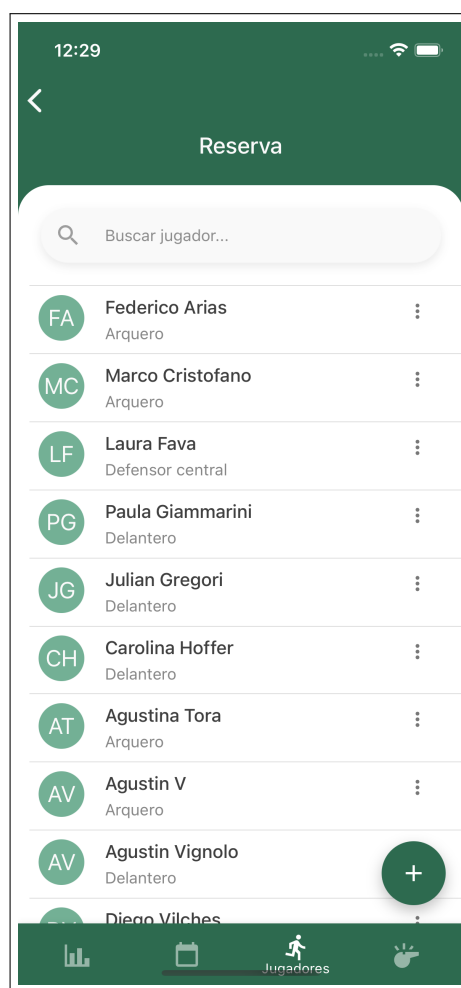 12:29
Reserva
Buscar jugador...
FA
Federico Arias
Arquero
MC
Marco Cristofano
Arquero
LF
Laura Fava
Defensor central
PG
Paula Giammarini
Delantero
JG
Julian Gregori
Delantero
CH
Carolina Hoffer
Delantero
AT
Agustina Tora
Arquero
AV
Agustin V
Arquero
AV
Agustin Vignolo
Delantero
Diego Vilches
Jugadores